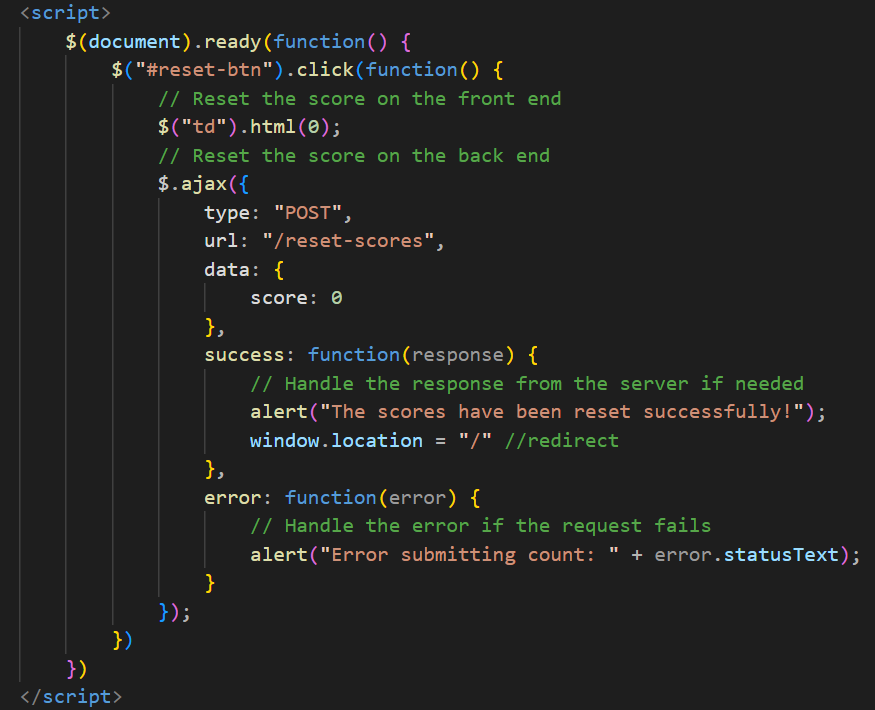 <script>
    $(document).ready(function() {
        $("#reset-btn").click(function() {
            // Reset the score on the front end
            $("td").html(0);
            // Reset the score on the back end
            $.ajax({
                type: "POST",
                url: "/reset-scores",
                data: {
                    score: 0
                },
                success: function(response) {
                    // Handle the response from the server if needed
                    alert("The scores have been reset successfully!");
                    window.location = "/" //redirect
                },
                error: function(error) {
                    // Handle the error if the request fails
                    alert("Error submitting count: " + error.statusText);
                }
            });
        })
    })
</script>